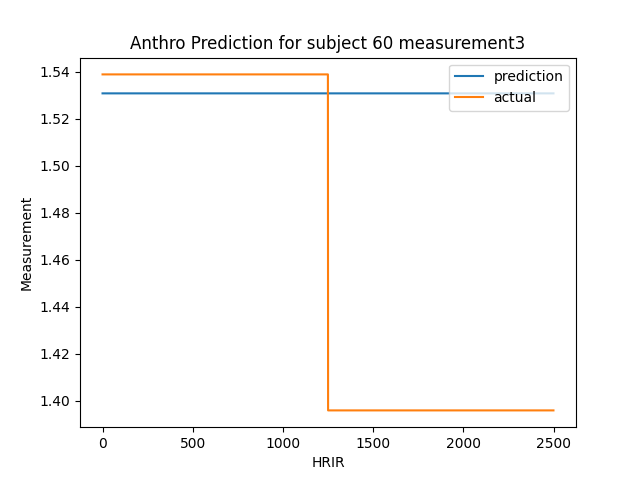 Anthro Prediction for subject 60 measurement3
1.54
1.52
1.50
1.48
1.46
1.44
1.42
1.40
Measurement
prediction
actual
0 500 1000 1500 2000 2500
HRIR